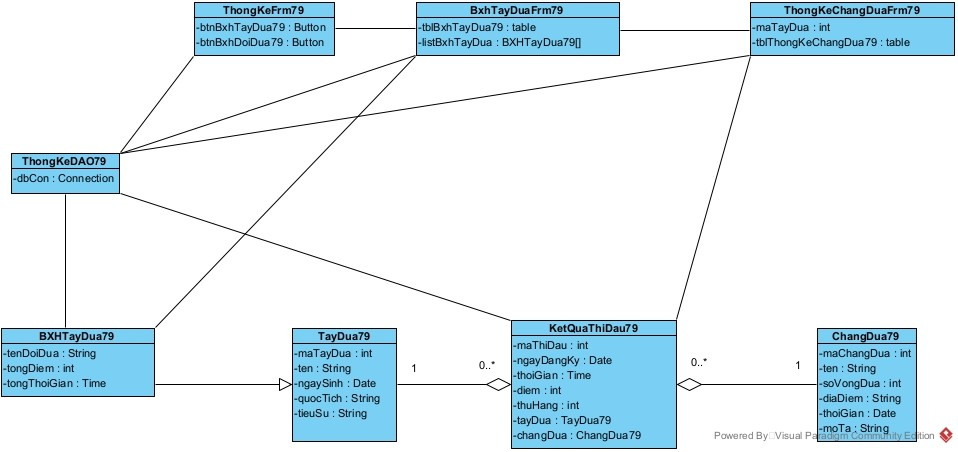 ThongKeFrm79
-btnBxhTayDua79 : Button
-btnBxhDoiDua79 : Button
BxhTayDuaFrm79
-tblBxhTayDua79 : table
-listBxhTayDua : BXHTayDua79[]
ThongKeChangDuaFrm79
-maTayDua : int
-tblThongKeChangDua79 : table
ThongKeDAO79
-dbCon : Connection
BXHTayDua79
-tenDoiDua : String
-tongDiem : int
-tongThoiGian : Time
TayDua79
-maTayDua : int
-ten : String
-ngaySinh : Date
-quocTich : String
-tieuSu : String
1
0..*
KetQuaThiDau79
-maThiDau : int
-ngayDangKy : Date
-thoiGian : Time
-diem : int
-thuHang : int
-tayDua : TayDua79
-changDua : ChangDua79
0..*
1
ChangDua79
-maChangDua : int
-ten : String
-soVongDua : int
-diaDiem : String
-thoiGian : Date
-moTa : String
Powered By Visual Paradigm Community Edition